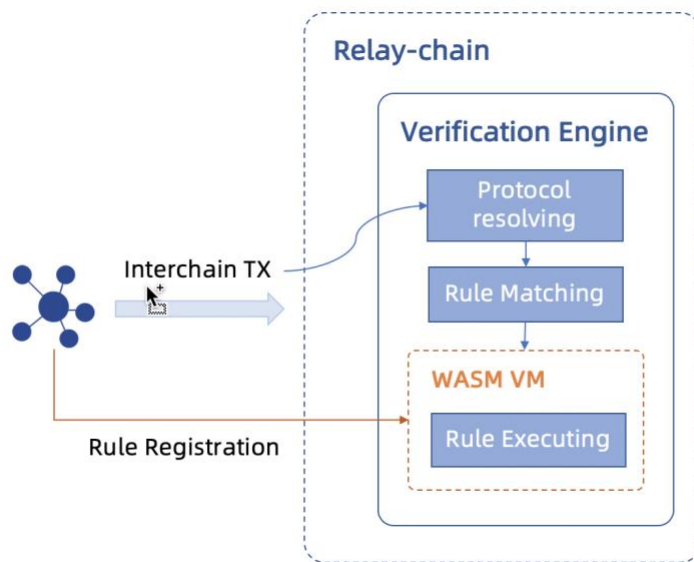 Relay-chain
Verification Engine
Protocol
resolving
Interchain TX
Rule Matching
WASM VM
Rule Executing
Rule Registration